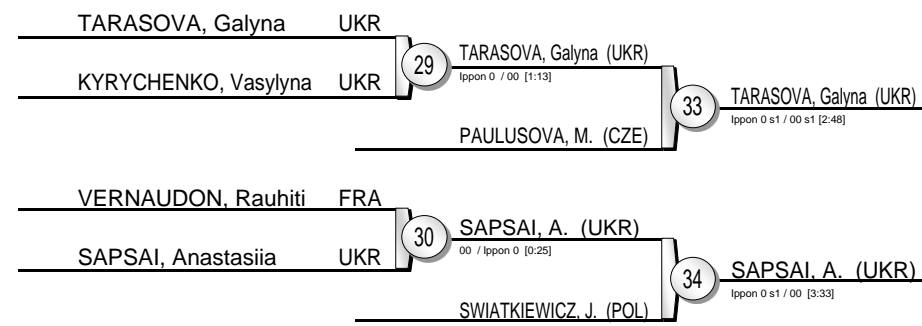 TARASOVA, Galyna UKR
29
TARASOVA, Galyna (UKR)
Ippon 0 / 00 [1:13]
KYRYCHENKO, Vasylyna UKR
33
TARASOVA, Galyna (UKR)
Ippon 0 s1 / 00 s1 [2:48]
PAULUSOVA, M. (CZE)
VERNAUDON, Rauhiti FRA
30
SAPSAI, A. (UKR)
00 / Ippon 0 [0:25]
SAPSAI, Anastasiia UKR
34
SAPSAI, A. (UKR)
Ippon 0 s1 / 00 [3:33]
SWIATKIEWICZ, J. (POL)